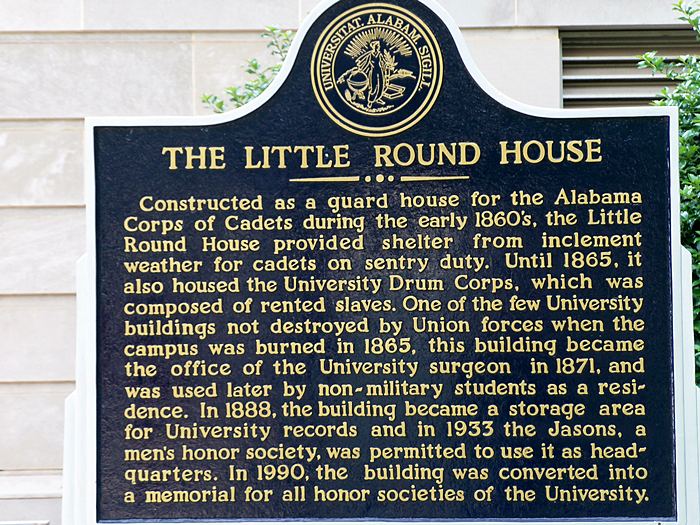 UNIVERSITAT. ALABAM. SIGILL.
THE LITTLE ROUND HOUSE
Constructed as a guard house for the Alabama
Corps of Cadets during the early 1860's, the Little
Round House provided shelter from inclement
weather for cadets on sentry duty. Until 1865, it
also housed the University Drum Corps, which was
composed of rented slaves. One of the few University
buildings not destroyed by Union forces when the
campus was burned in 1865, this building became
the office of the University surgeon in 1871, and
was used later by non-military students as a resi-
dence. In 1888, the building became a storage area
for University records and in 1933 the Jasons, a
men's honor society, was permitted to use it as head-
quarters. In 1990, the building was converted into
a memorial for all honor societies of the University.